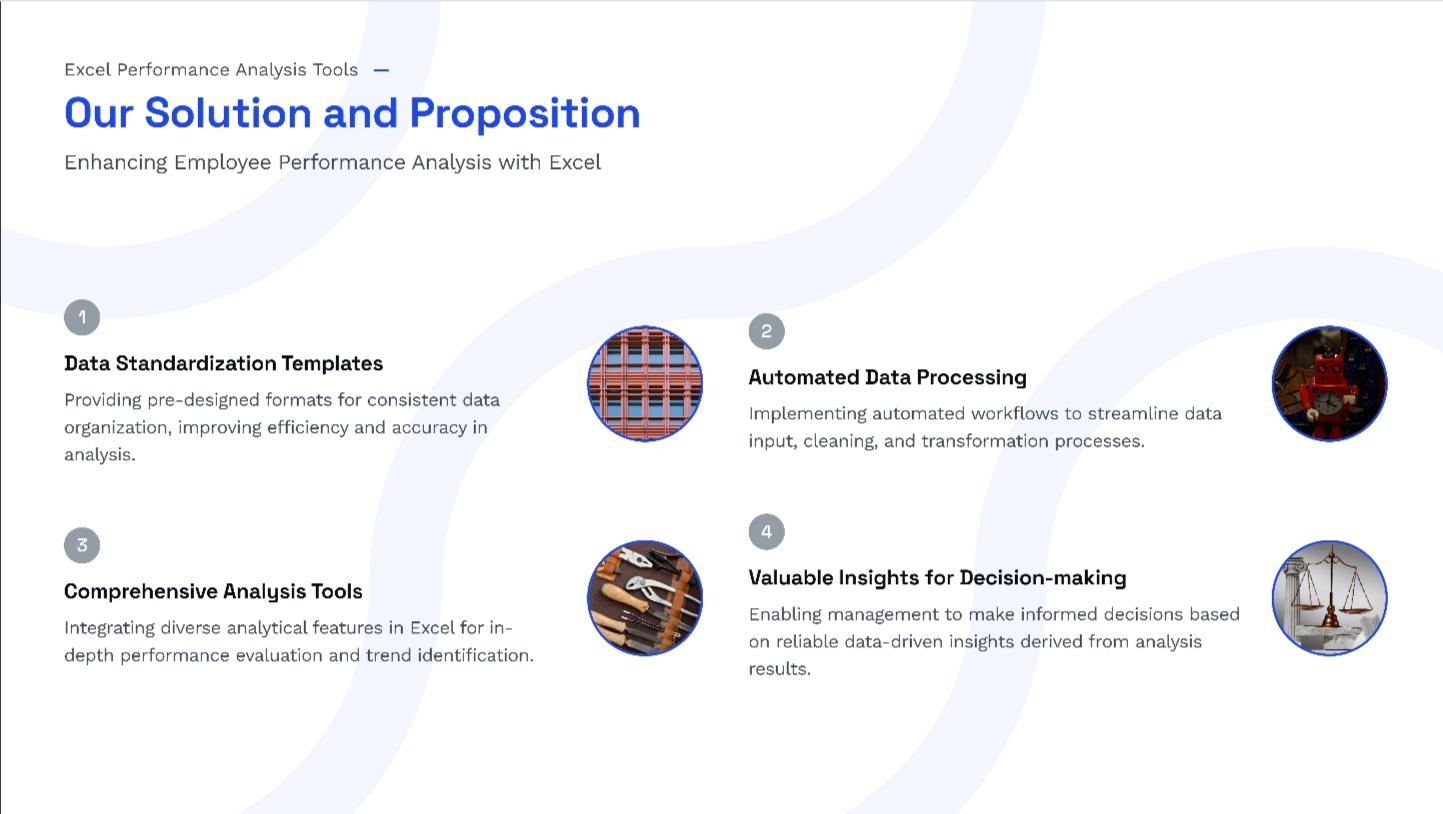 Excel Performance Analysis Tools —
Our Solution and Proposition
Enhancing Employee Performance Analysis with Excel
1
Data Standardization Templates
Providing pre-designed formats for consistent data
organization, improving efficiency and accuracy in
analysis.
2
Automated Data Processing
Implementing automated workflows to streamline data
input, cleaning, and transformation processes.
3
Comprehensive Analysis Tools
Integrating diverse analytical features in Excel for in-
depth performance evaluation and trend identification.
4
Valuable Insights for Decision-making
Enabling management to make informed decisions based
on reliable data-driven insights derived from analysis
results.